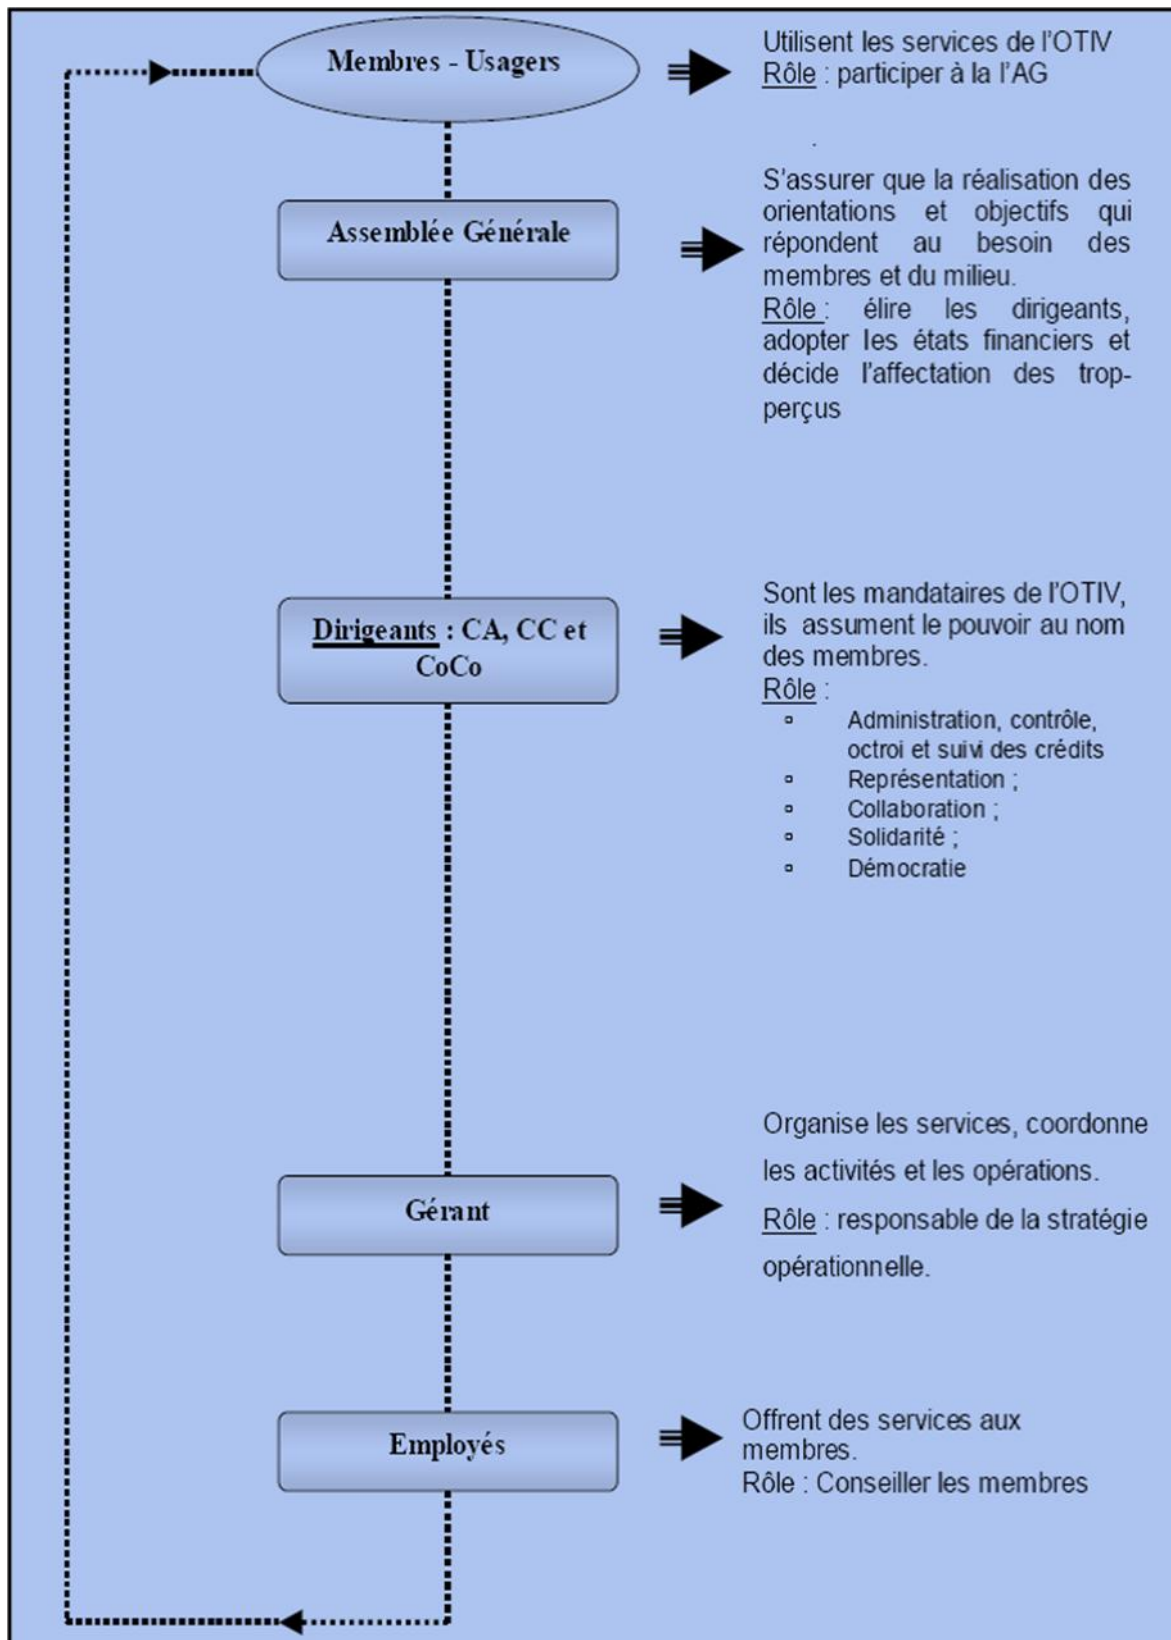 Membres - Usagers
Utilisent les services de l'OTIV
Rôle : participer à la l'AG
.
Assemblée Générale
S'assurer que la réalisation des
orientations et objectifs qui
répondent au besoin des
membres et du milieu.
Rôle : élire les dirigeants,
adopter les états financiers et
décide l'affectation des trop-
perçus
Dirigeants : CA, CC et
CoCo
Sont les mandataires de l'OTIV,
ils assument le pouvoir au nom
des membres.
Rôle :
▫ Administration, contrôle,
octroi et suivi des crédits
▫ Représentation ;
▫ Collaboration ;
▫ Solidarité ;
▫ Démocratie
Gérant
Organise les services, coordonne
les activités et les opérations.
Rôle : responsable de la stratégie
opérationnelle.
Employés
Offrent des services aux
membres.
Rôle : Conseiller les membres